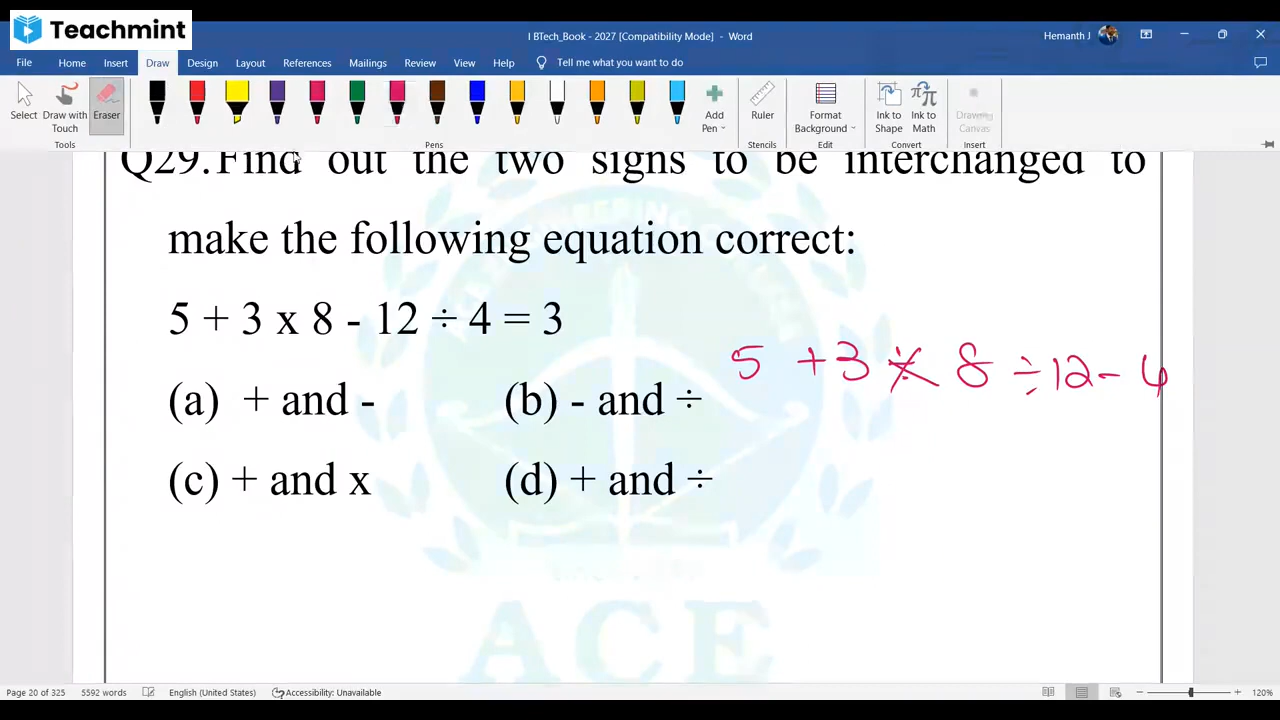 Teachmint
I BTech_Book - 2027 [Compatibility Mode] - Word
Hemanth J
File Home Insert Draw Design Layout References Mailings Review View Help Tell me what you want to do
Select Draw with Touch Eraser Add Pen Ruler Format Background Ink to Shape Ink to Math Drawing Canvas
Tools Pens Stencils Edit Convert Insert
Q29. Find out the two signs to be interchanged to
make the following equation correct:
5 + 3 x 8 - 12 ÷ 4 = 3
5 + 3 × 8 ÷ 12 - 4
(a) + and - (b) - and ÷
(c) + and x (d) + and ÷
ACE
Page 20 of 325 5592 words English (United States) Accessibility: Unavailable 120%